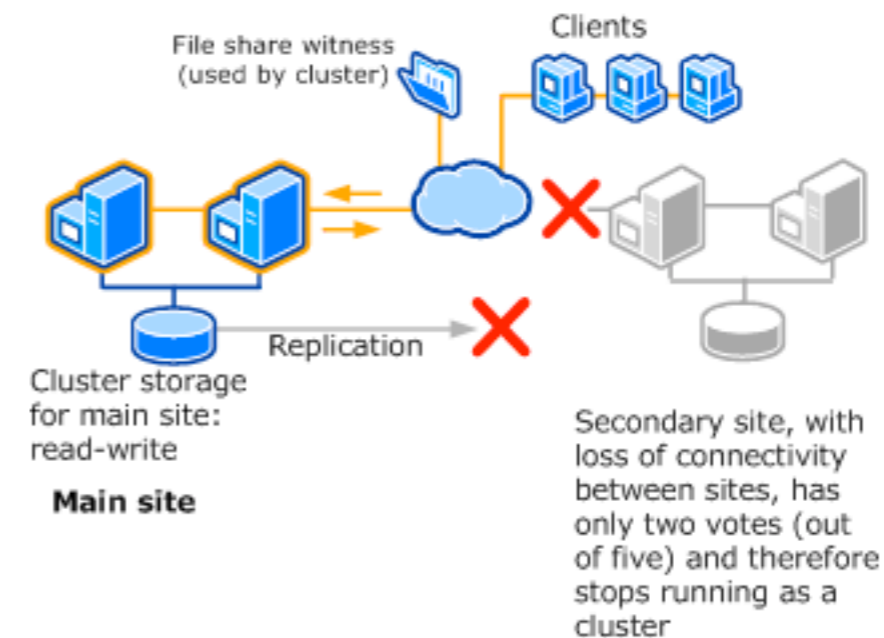 Clients
File share witness
(used by cluster)
Replication
Cluster storage
for main site:
read-write
Main site
Secondary site, with
loss of connectivity
between sites, has
only two votes (out
of five) and therefore
stops running as a
cluster